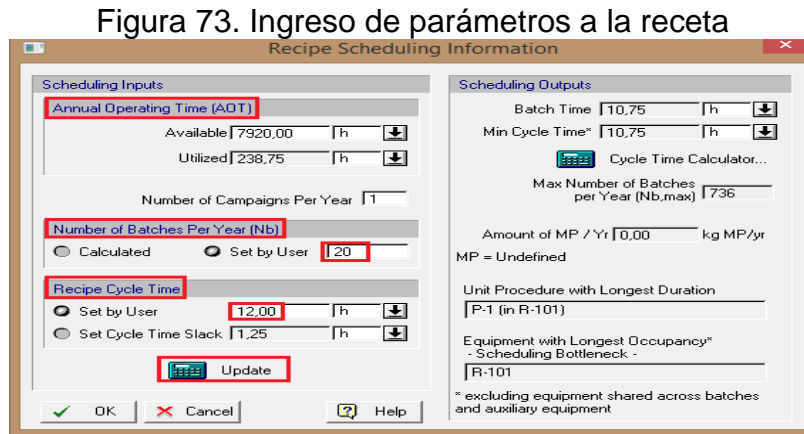 Figura 73. Ingreso de parámetros a la receta
Recipe Scheduling Information
Scheduling Inputs
Annual Operating Time (AOT)
Available 7920,00 h
Utilized 238,75 h
Number of Campaigns Per Year 1
Number of Batches Per Year (Nb)
Calculated Set by User 20
Recipe Cycle Time
Set by User 12,00 h
Set Cycle Time Slack 1,25 h
Update
OK Cancel Help
Scheduling Outputs
Batch Time 10,75 h
Min Cycle Time* 10,75 h
Cycle Time Calculator...
Max Number of Batches
per Year (Nb,max) 736
Amount of MP / Yr 0,00 kg MP/yr
MP = Undefined
Unit Procedure with Longest Duration
P-1 (in R-101)
Equipment with Longest Occupancy*
- Scheduling Bottleneck -
R-101
* excluding equipment shared across batches
and auxiliary equipment